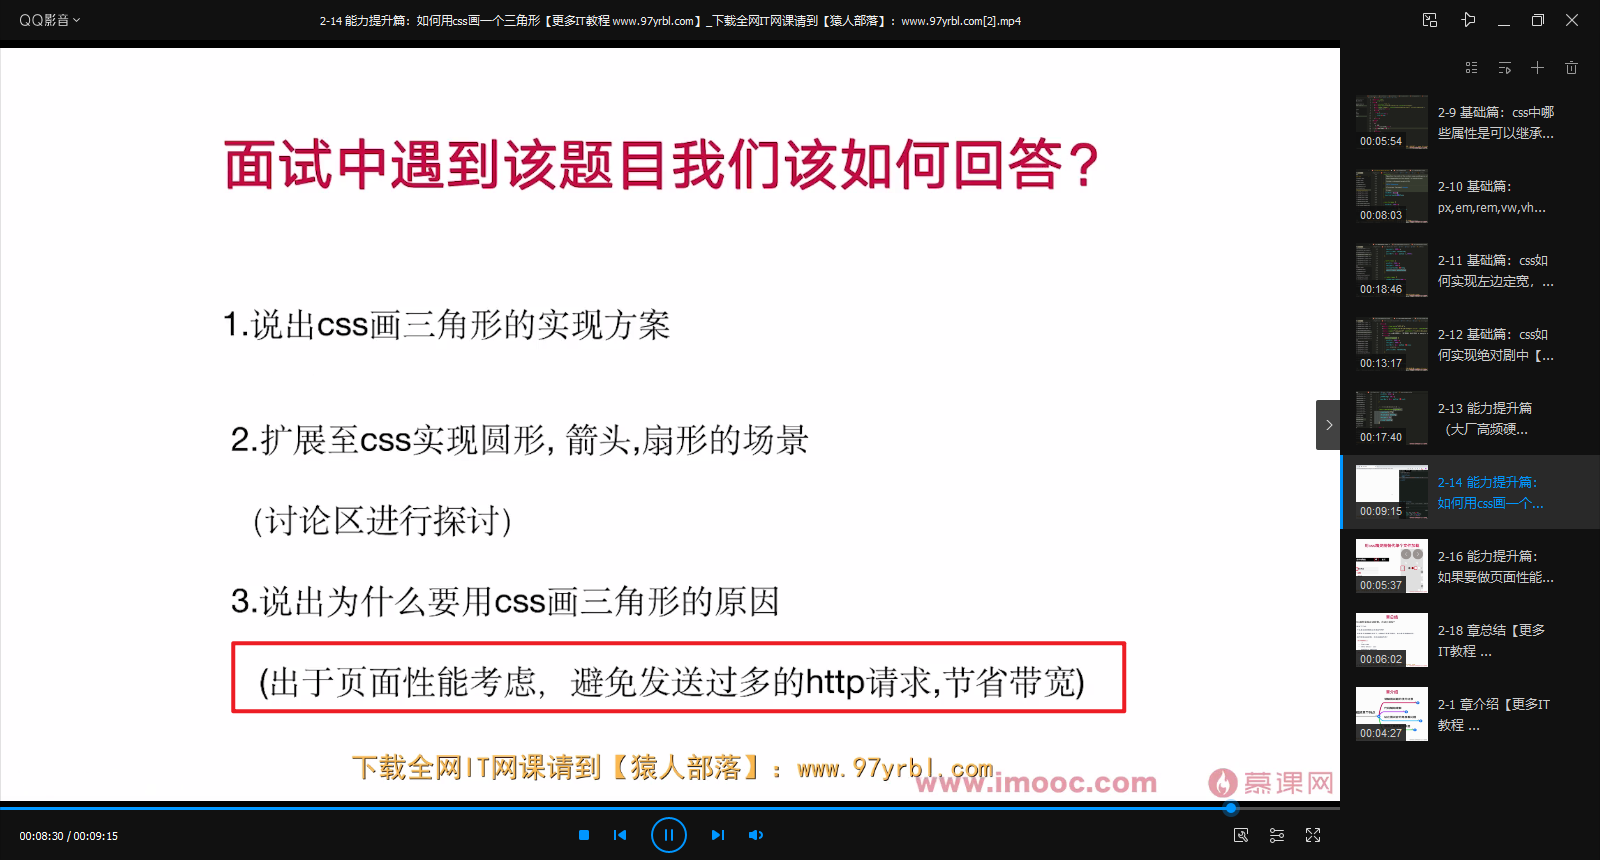 QQ影音
2-14 能力提升篇：如何用css画一个三角形【更多IT教程 www.97yrbl.com】_下载全网IT网课请到【猿人部落】：www.97yrbl.com[2].mp4
面试中遇到该题目我们该如何回答？
1.说出css画三角形的实现方案
2.扩展至css实现圆形, 箭头,扇形的场景
(讨论区进行探讨)
3.说出为什么要用css画三角形的原因
(出于页面性能考虑，避免发送过多的http请求,节省带宽)
下载全网IT网课请到【猿人部落】：www.97yrbl.com
www.imooc.com
慕课网
00:08:30 / 00:09:15
00:05:54
2-9 基础篇：css中哪
些属性是可以继承...
00:08:03
2-10 基础篇：
px,em,rem,vw,vh...
00:18:46
2-11 基础篇：css如
何实现左边定宽，...
00:13:17
2-12 基础篇：css如
何实现绝对剧中【...
00:17:40
2-13 能力提升篇
（大厂高频硬...
00:09:15
2-14 能力提升篇：
如何用css画一个...
00:05:37
2-16 能力提升篇：
如果要做页面性能...
00:06:02
2-18 章总结【更多
IT教程 ...
00:04:27
2-1 章介绍【更多IT
教程 ...